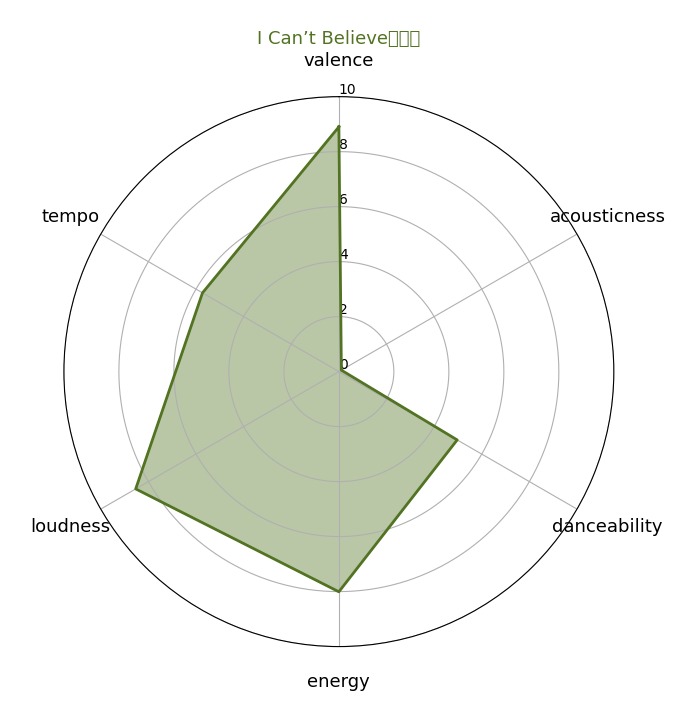 I Can’t Believe
valence
10
8
6
4
2
0
tempo
acousticness
loudness
danceability
energy